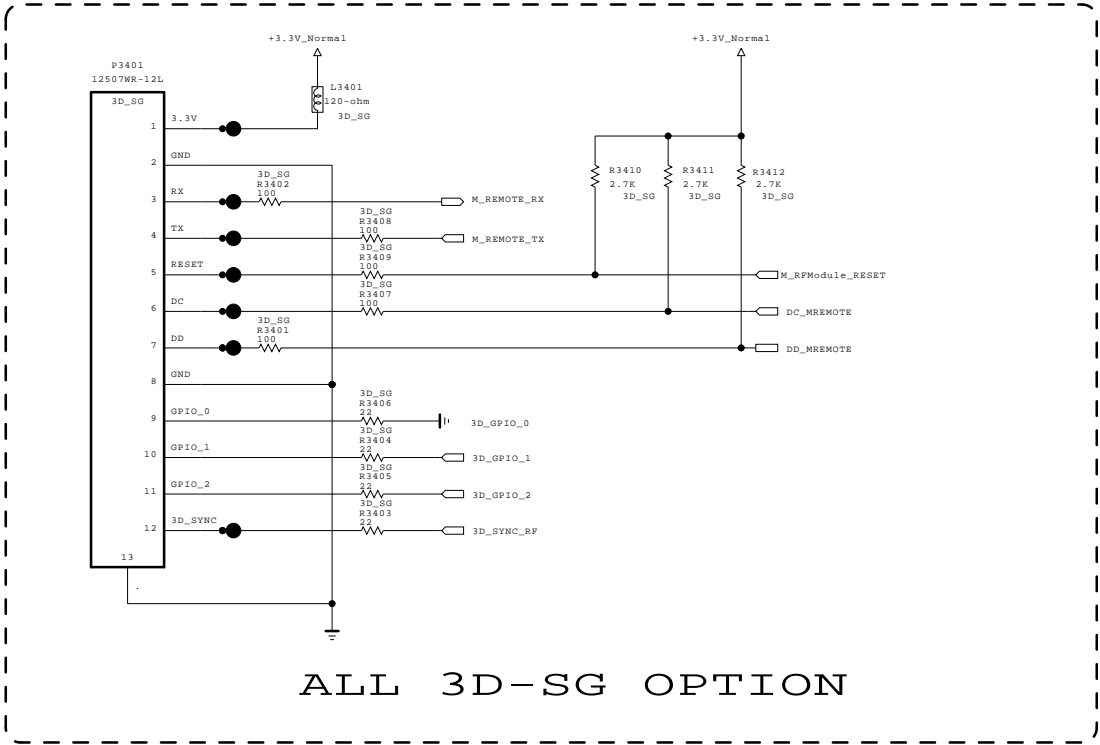 +3.3V_Normal
+3.3V_Normal
P3401
12507WR-12L
3D_SG
L3401
120-ohm
3D_SG
1
3.3V
2
GND
3
RX
3D_SG
R3402
100
M_REMOTE_RX
4
TX
3D_SG
R3408
100
M_REMOTE_TX
5
RESET
3D_SG
R3409
100
M_RFModule_RESET
6
DC
3D_SG
R3407
100
DC_MREMOTE
7
DD
3D_SG
R3401
100
DD_MREMOTE
R3410
2.7K
3D_SG
R3411
2.7K
3D_SG
R3412
2.7K
3D_SG
8
GND
9
GPIO_0
3D_SG
R3406
22
3D_GPIO_0
10
GPIO_1
3D_SG
R3404
22
3D_GPIO_1
11
GPIO_2
3D_SG
R3405
22
3D_GPIO_2
12
3D_SYNC
3D_SG
R3403
22
3D_SYNC_RF
13
.
ALL 3D-SG OPTION